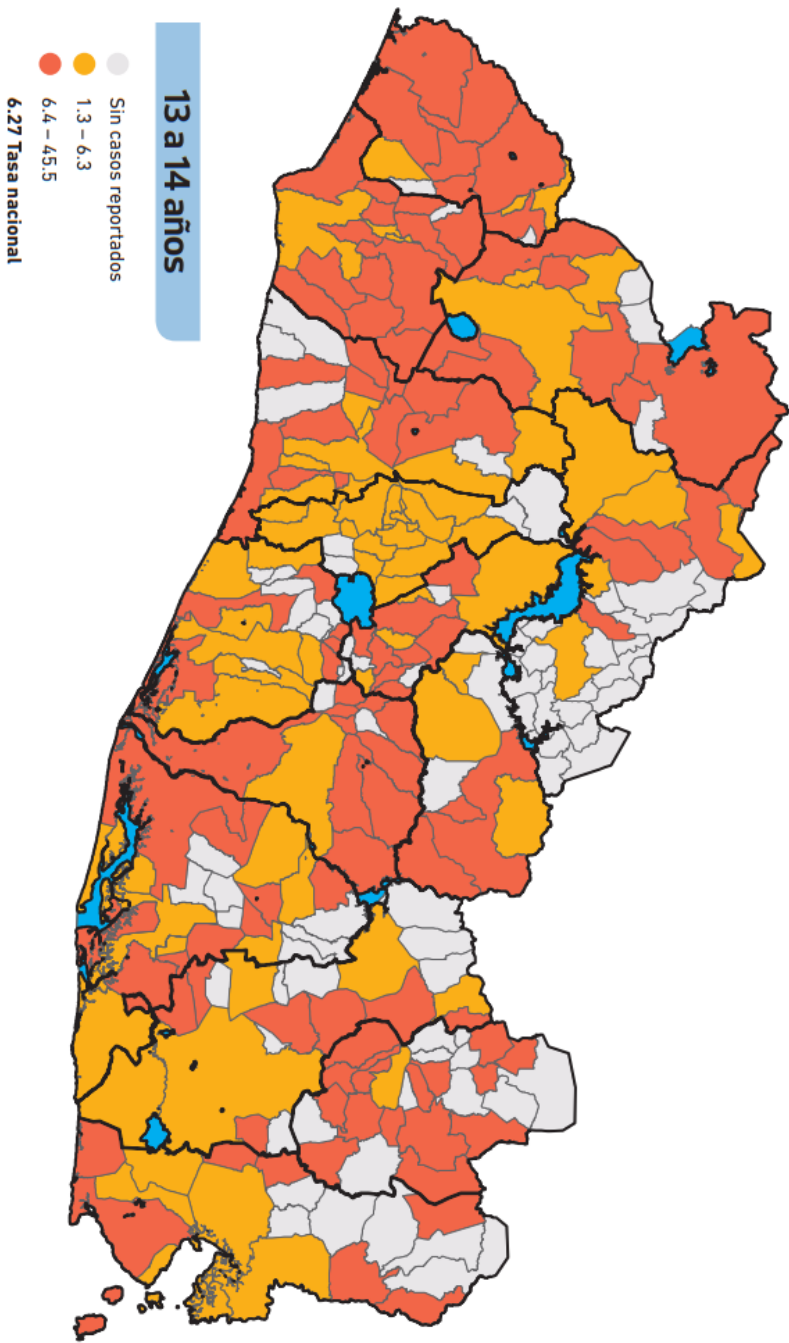 13 a 14 años
Sin casos reportados
1.3 – 6.3
6.4 – 45.5
6.27 Tasa nacional